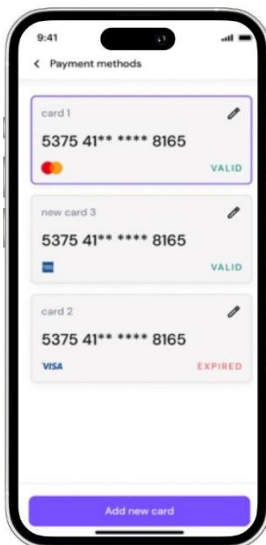 9:41
Payment methods
card 1
5375 41** **** 8165
VALID
new card 3
5375 41** **** 8165
VALID
card 2
5375 41** **** 8165
VISA
EXPIRED
Add new card